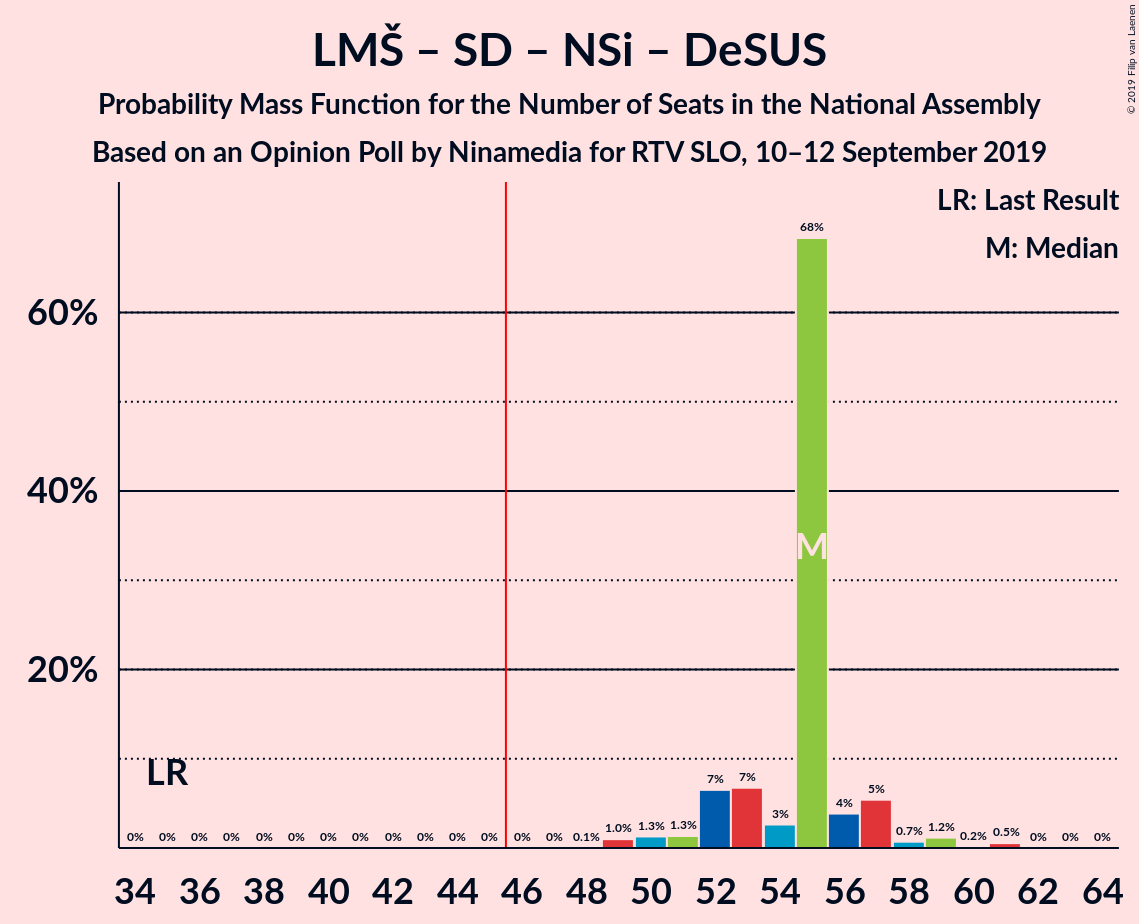 LMŠ – SD – NSi – DeSUS
Probability Mass Function for the Number of Seats in the National Assembly
Based on an Opinion Poll by Ninamedia for RTV SLO, 10–12 September 2019
© 2019 Filip van Laenen
LR: Last Result
M: Median
60%
40%
20%
LR
M
0% 0% 0% 0% 0% 0% 0% 0% 0% 0% 0% 0% 0% 0% 0.1% 1.0% 1.3% 1.3% 7% 7% 3% 68% 4% 5% 0.7% 1.2% 0.2% 0.5% 0% 0% 0%
34 36 38 40 42 44 46 48 50 52 54 56 58 60 62 64